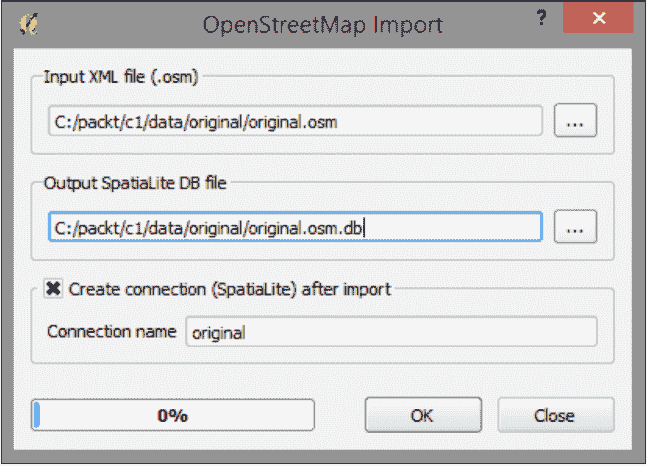 OpenStreetMap Import
?
Input XML file (.osm)
C:/packt/c1/data/original/original.osm
...
Output SpatiaLite DB file
C:/packt/c1/data/original/original.osm.db
...
Create connection (SpatiaLite) after import
Connection name original
0% OK Close